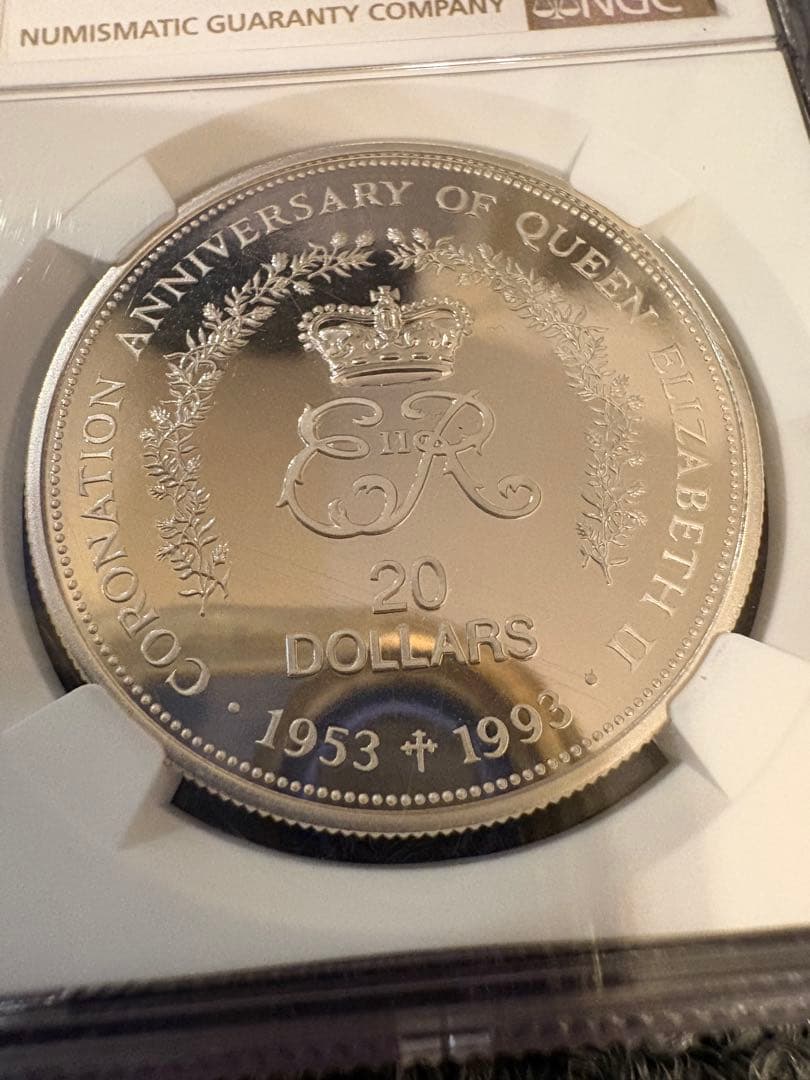 NUMISMATIC GUARANTY COMPANY
NGC
· CORONATION ANNIVERSARY OF QUEEN ELIZABETH II ·
EIIR
20
DOLLARS
1953 1993